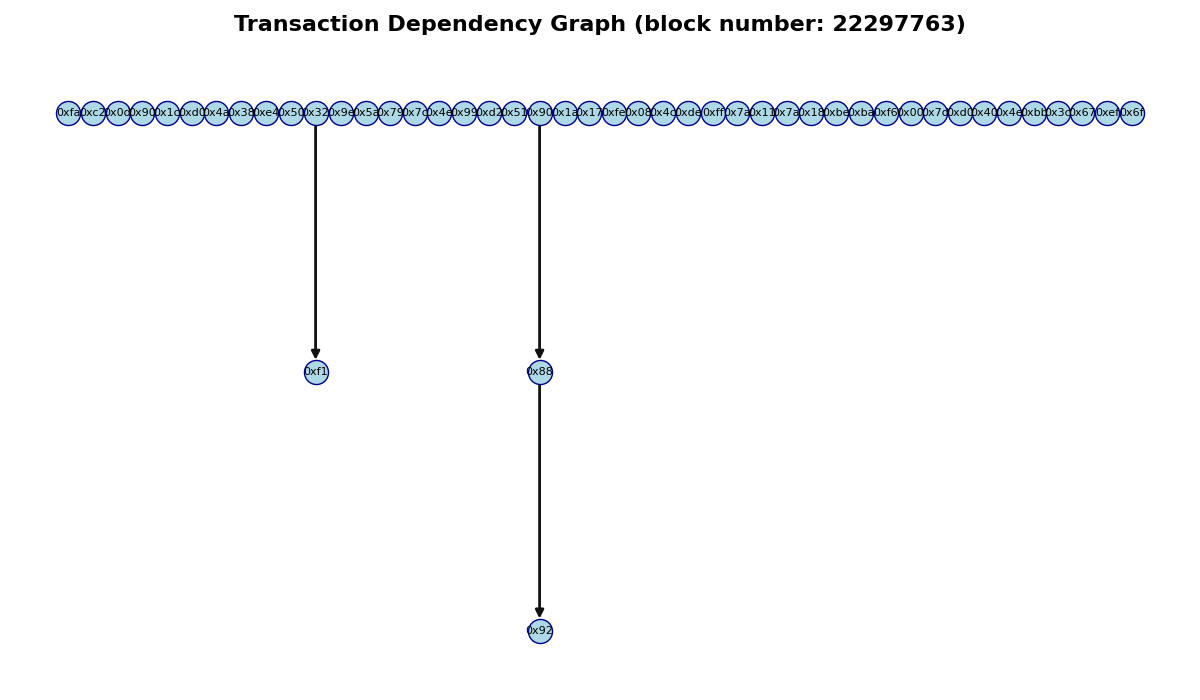 Transaction Dependency Graph (block number: 22297763)
0xfa 0xc2 0x0d 0x90 0x1c 0xd0 0x4a 0x38 0xe4 0x50 0x32 0x9e 0x5a 0x79 0x7c 0x4e 0x99 0xd2 0x51 0x90 0x1a 0x17 0xfe 0x08 0x4c 0xde 0xff 0x7a 0x11 0x7a 0x18 0xbe 0xba 0xf6 0x00 0x7d 0xd0 0x40 0x4e 0xbb 0x3c 0x67 0xef 0x6f
0xf1 0x88
0x92